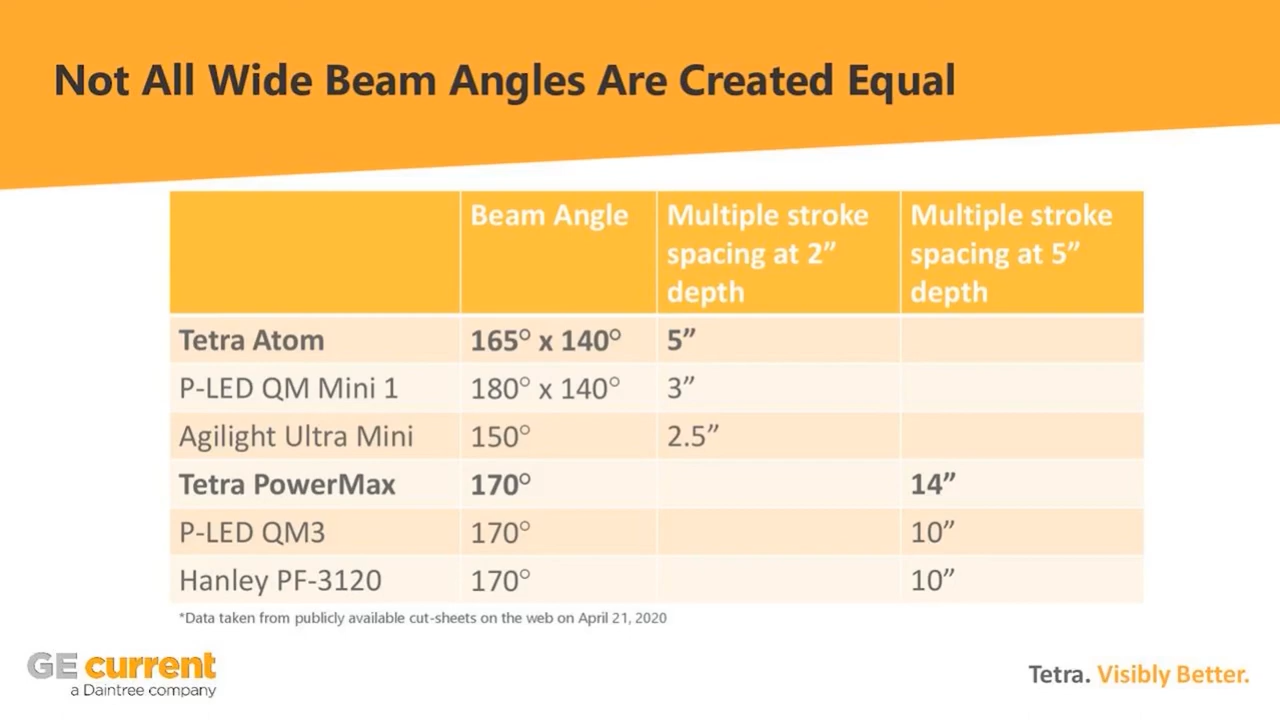 Not All Wide Beam Angles Are Created Equal
Beam Angle
Multiple stroke spacing at 2” depth
Multiple stroke spacing at 5” depth
Tetra Atom 165° x 140° 5”
P-LED QM Mini 1 180° x 140° 3”
Agilight Ultra Mini 150° 2.5”
Tetra PowerMax 170° 14”
P-LED QM3 170° 10”
Hanley PF-3120 170° 10”
*Data taken from publicly available cut-sheets on the web on April 21, 2020
GE current
a Daintree company
Tetra. Visibly Better.